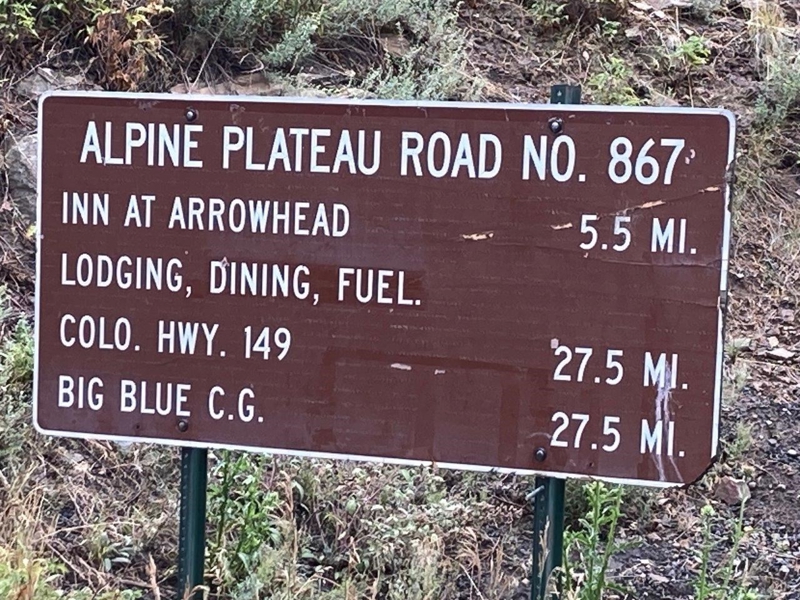 ALPINE PLATEAU ROAD NO. 867
INN AT ARROWHEAD 5.5 MI.
LODGING, DINING, FUEL.
COLO. HWY. 149 27.5 MI.
BIG BLUE C.G. 27.5 MI.